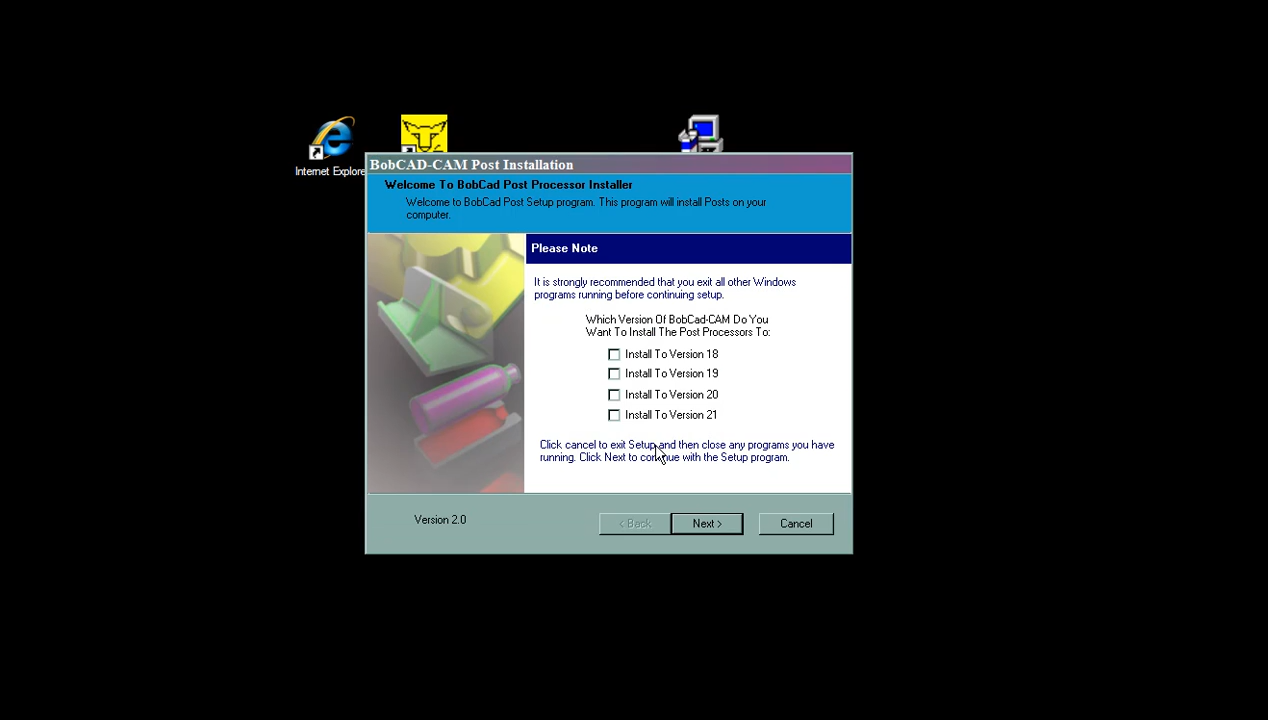 Internet Explore
BobCAD-CAM Post Installation
Welcome To BobCad Post Processor Installer
Welcome to BobCad Post Setup program. This program will install Posts on your
computer.
Please Note
It is strongly recommended that you exit all other Windows
programs running before continuing setup.
Which Version Of BobCad-CAM Do You
Want To Install The Post Processors To:
Install To Version 18
Install To Version 19
Install To Version 20
Install To Version 21
Click cancel to exit Setup and then close any programs you have
running. Click Next to continue with the Setup program.
Version 2.0
< Back
Next >
Cancel